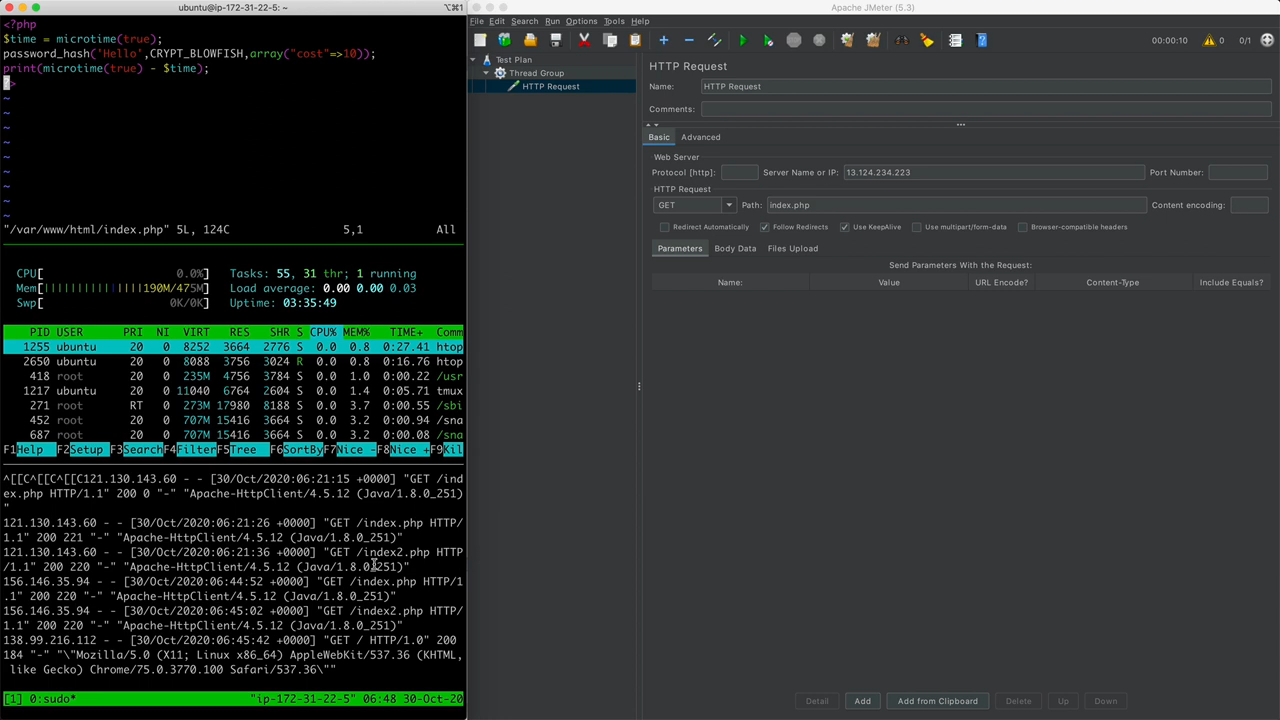 ubuntu@ip-172-31-22-5: ~
⌥⌘1
<?php
$time = microtime(true);
password_hash('Hello',CRYPT_BLOWFISH,array("cost"=>10));
print(microtime(true) - $time);
?>
~
~
~
~
~
~
~
~
~
"/var/www/html/index.php" 5L, 124C 5,1 All
CPU[ 0.0%] Tasks: 55, 31 thr; 1 running
Mem[|||||||||||||||190M/475M] Load average: 0.00 0.00 0.03
Swp[ 0K/0K] Uptime: 03:35:49
PID USER PRI NI VIRT RES SHR S CPU% MEM% TIME+ Comm
1255 ubuntu 20 0 8252 3664 2776 S 0.0 0.8 0:27.41 htop
2650 ubuntu 20 0 8088 3756 3024 R 0.0 0.8 0:16.76 htop
418 root 20 0 235M 4756 3784 S 0.0 1.0 0:00.22 /usr
1217 ubuntu 20 0 11040 6764 2604 S 0.0 1.4 0:05.71 tmux
271 root RT 0 273M 17980 8188 S 0.0 3.7 0:00.55 /sbi
452 root 20 0 707M 15416 3664 S 0.0 3.2 0:00.94 /sna
687 root 20 0 707M 15416 3664 S 0.0 3.2 0:00.08 /sna
F1Help F2Setup F3SearchF4FilterF5Tree F6SortByF7Nice -F8Nice +F9Kil
^[[C^[[C^[[C121.130.143.60 - - [30/Oct/2020:06:21:15 +0000] "GET /ind
ex.php HTTP/1.1" 200 0 "-" "Apache-HttpClient/4.5.12 (Java/1.8.0_251)
"
121.130.143.60 - - [30/Oct/2020:06:21:26 +0000] "GET /index.php HTTP/
1.1" 200 221 "-" "Apache-HttpClient/4.5.12 (Java/1.8.0_251)"
121.130.143.60 - - [30/Oct/2020:06:21:36 +0000] "GET /index2.php HTTP
/1.1" 200 220 "-" "Apache-HttpClient/4.5.12 (Java/1.8.0_251)"
156.146.35.94 - - [30/Oct/2020:06:44:52 +0000] "GET /index.php HTTP/1
.1" 200 220 "-" "Apache-HttpClient/4.5.12 (Java/1.8.0_251)"
156.146.35.94 - - [30/Oct/2020:06:45:02 +0000] "GET /index2.php HTTP/
1.1" 200 220 "-" "Apache-HttpClient/4.5.12 (Java/1.8.0_251)"
138.99.216.112 - - [30/Oct/2020:06:45:42 +0000] "GET / HTTP/1.0" 200
184 "-" "\"Mozilla/5.0 (X11; Linux x86_64) AppleWebKit/537.36 (KHTML,
like Gecko) Chrome/75.0.3770.100 Safari/537.36\""
[1] 0:sudo* "ip-172-31-22-5" 06:48 30-Oct-20
Apache JMeter (5.3)
File Edit Search Run Options Tools Help
00:00:10 0 0/1
Test Plan
Thread Group
HTTP Request
HTTP Request
Name: HTTP Request
Comments:
Basic Advanced
Web Server
Protocol [http]: Server Name or IP: 13.124.234.223 Port Number:
HTTP Request
GET Path: index.php Content encoding:
Redirect Automatically Follow Redirects Use KeepAlive Use multipart/form-data Browser-compatible headers
Parameters Body Data Files Upload
Send Parameters With the Request:
Name: Value URL Encode? Content-Type Include Equals?
Detail Add Add from Clipboard Delete Up Down